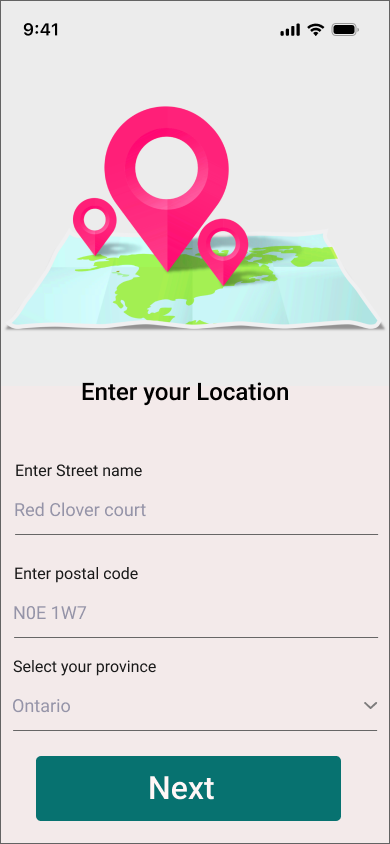 9:41
Enter your Location
Enter Street name
Red Clover court
Enter postal code
N0E 1W7
Select your province
Ontario
Next